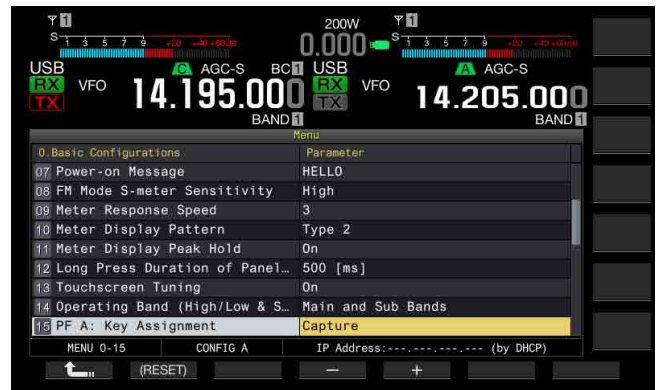 1 200W 1
S 1 3 5 7 9 +20 +40 +60dB 0.000 S 1 3 5 7 9 +20 +40 +60dB
USB C AGC-S BC1 USB A AGC-S
RX VFO 14.195.000 RX VFO 14.205.000
TX TX
BAND 1 BAND 1
Menu
0.Basic Configurations Parameter
07 Power-on Message HELLO
08 FM Mode S-meter Sensitivity High
09 Meter Response Speed 3
10 Meter Display Pattern Type 2
11 Meter Display Peak Hold On
12 Long Press Duration of Panel… 500 [ms]
13 Touchscreen Tuning On
14 Operating Band (High/Low & S… Main and Sub Bands
15 PF A: Key Assignment Capture
MENU 0-15 CONFIG A IP Address:---.---.---.--- (by DHCP)
(RESET) − +